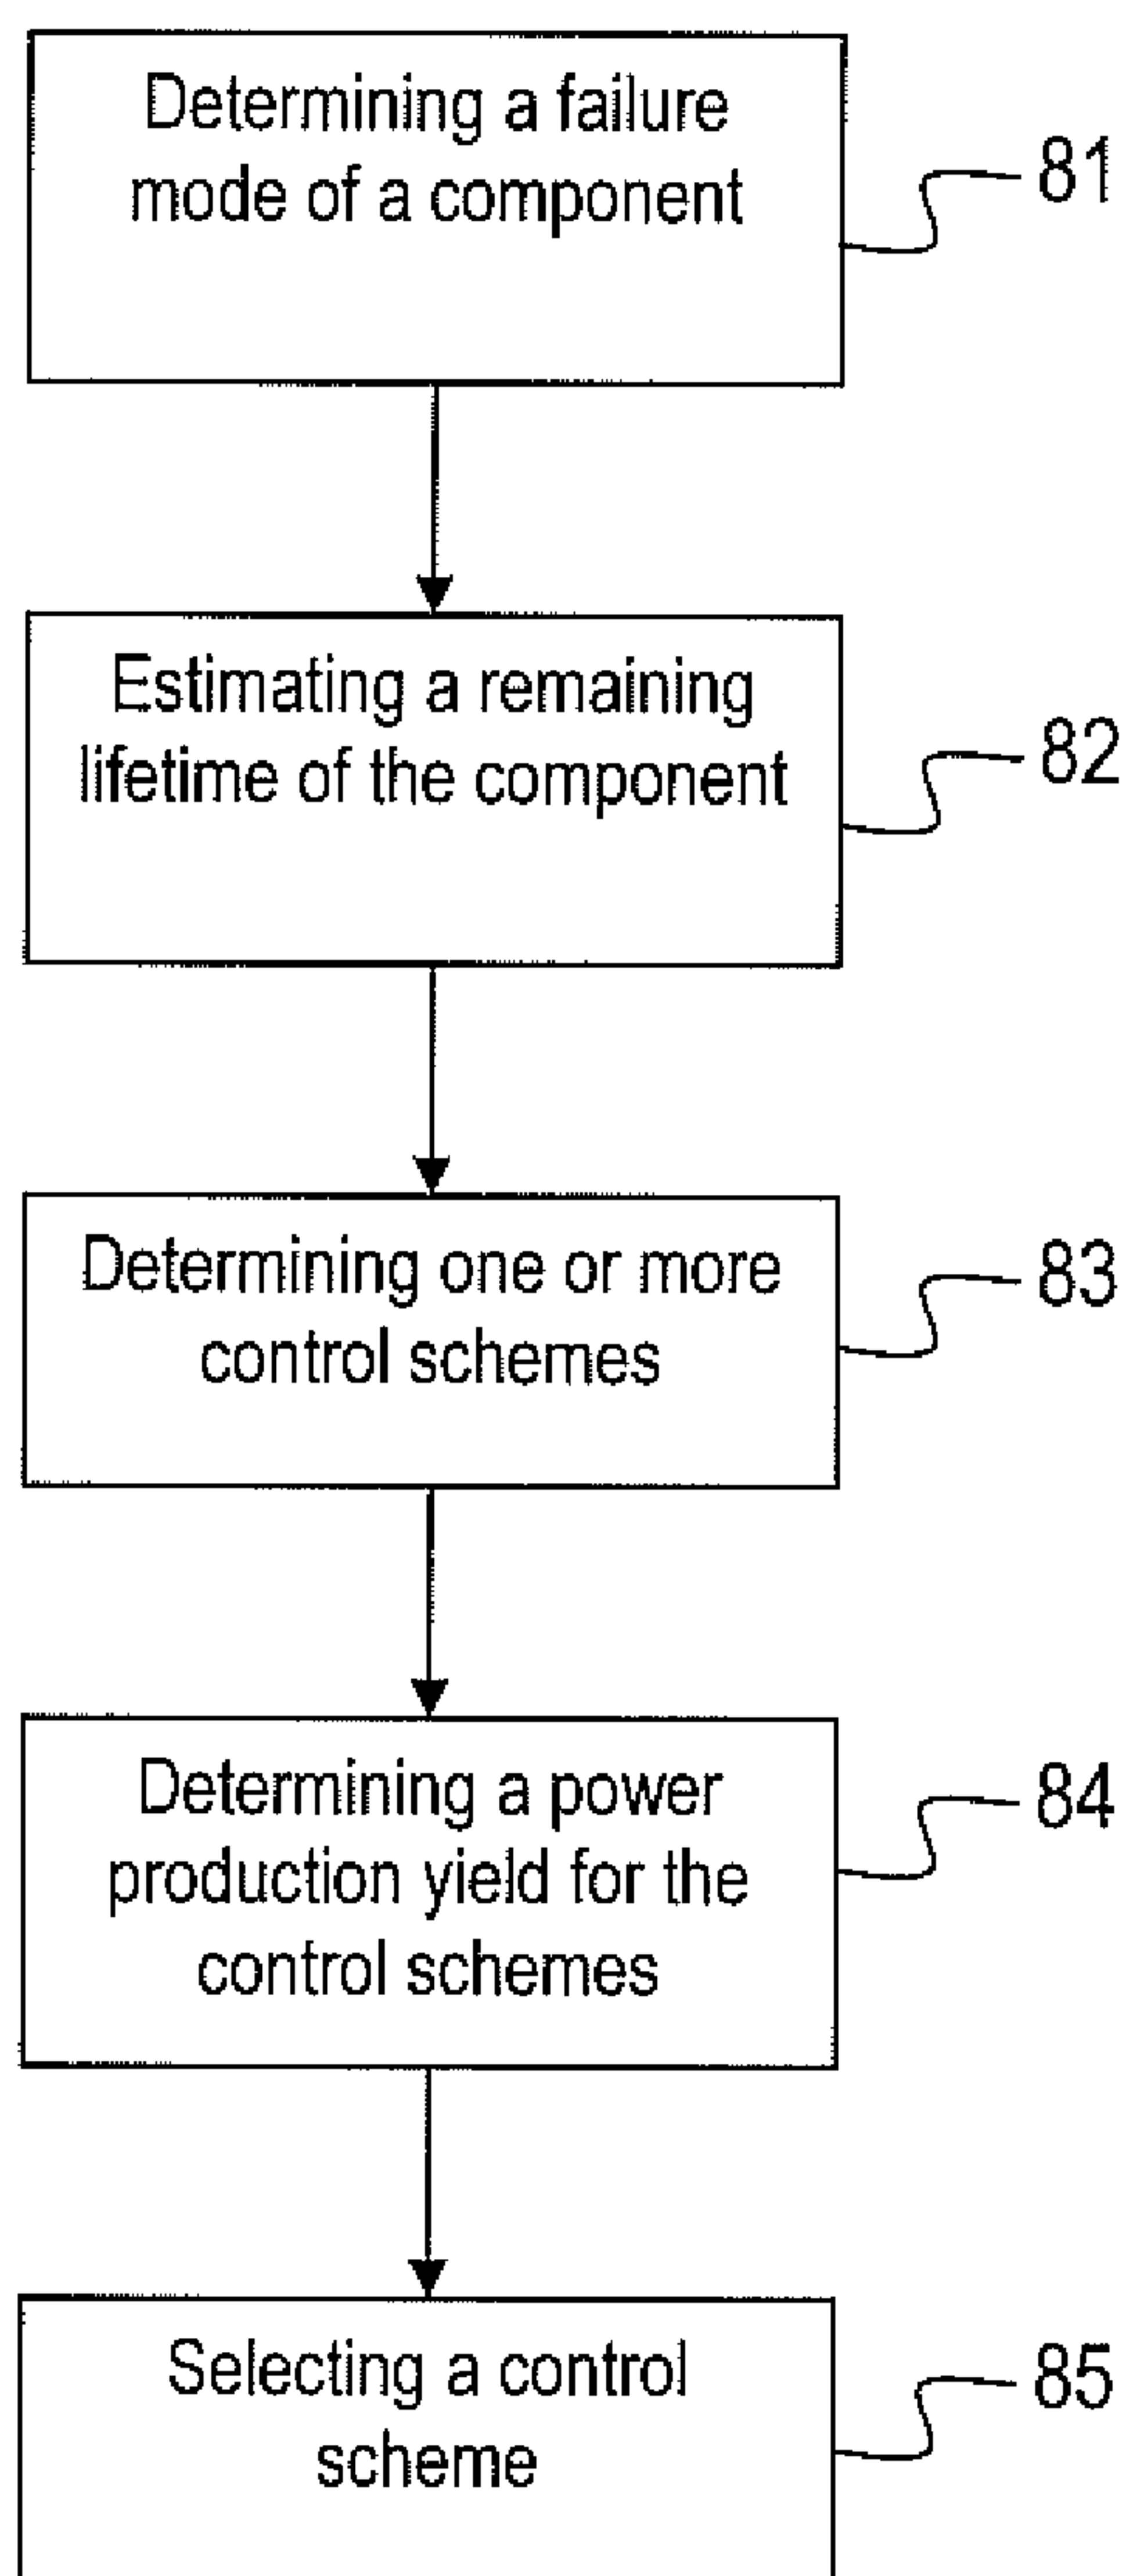 Determining a failure
mode of a component
81
Estimating a remaining
lifetime of the component
82
Determining one or more
control schemes
83
Determining a power
production yield for the
control schemes
84
Selecting a control
scheme
85